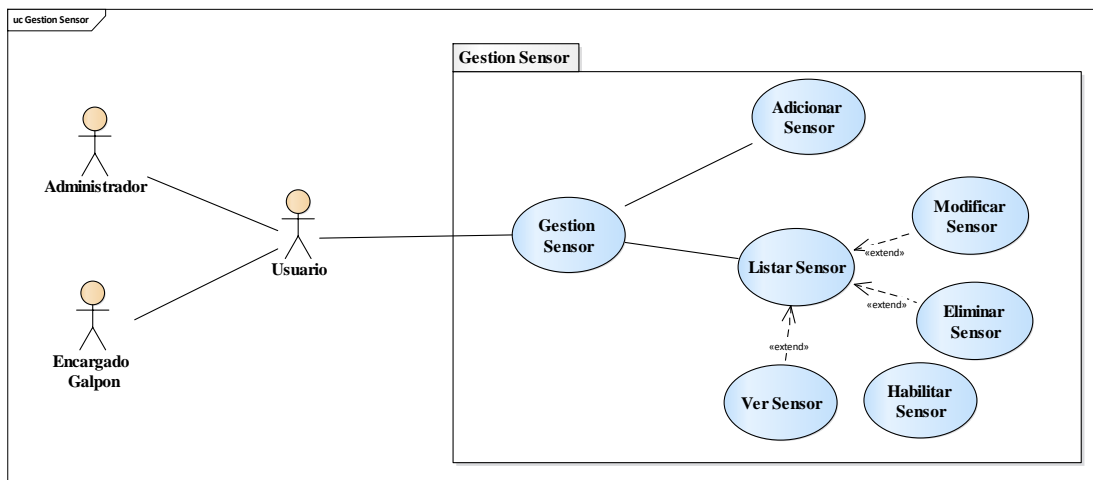 uc Gestion Sensor
Gestion Sensor
Adicionar
Sensor
Administrador
Modificar
Sensor
Usuario
Gestion
Sensor
Listar Sensor
«extend»
Encargado
Galpon
«extend»
Eliminar
Sensor
«extend»
Ver Sensor
Habilitar
Sensor